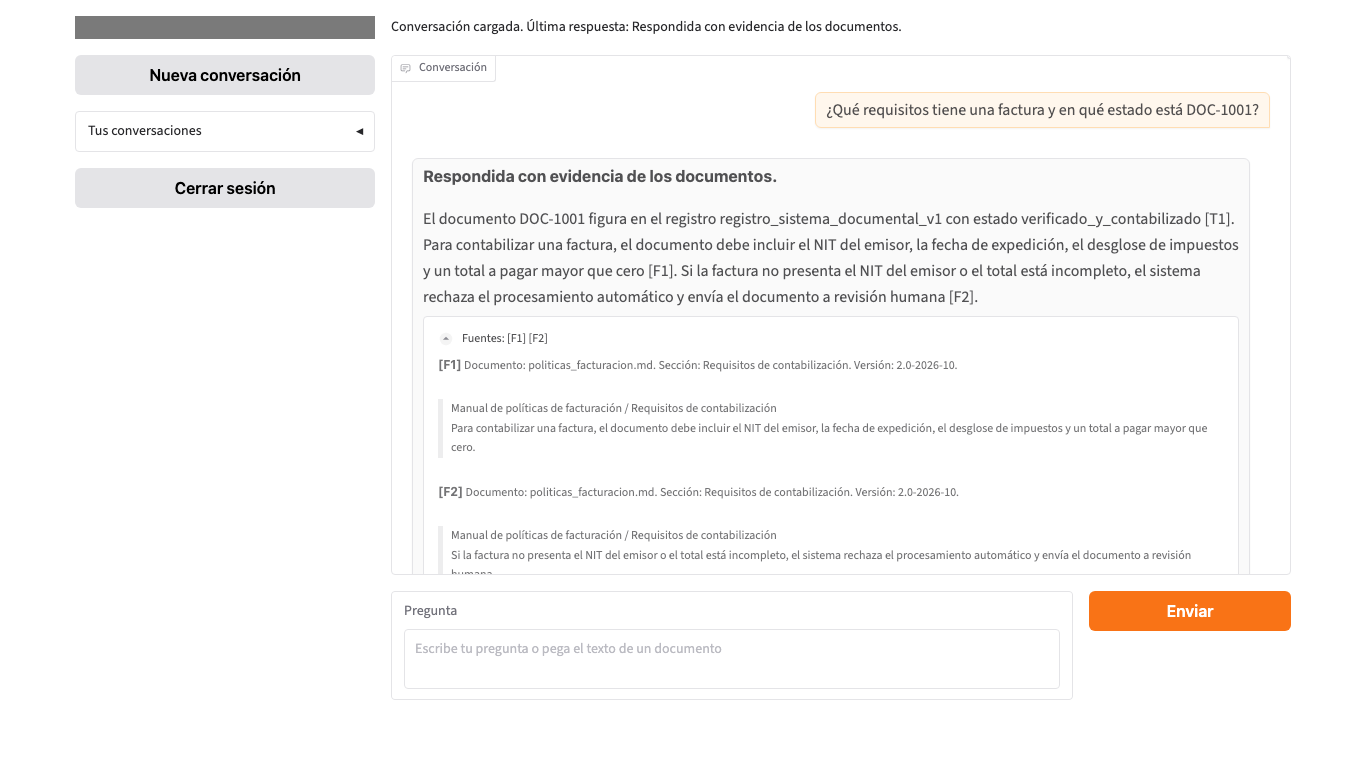 Conversación cargada. Última respuesta: Respondida con evidencia de los documentos.
Nueva conversación
Tus conversaciones
Cerrar sesión
Conversación
¿Qué requisitos tiene una factura y en qué estado está DOC-1001?
Respondida con evidencia de los documentos.
El documento DOC-1001 figura en el registro registro_sistema_documental_v1 con estado verificado_y_contabilizado [T1].
Para contabilizar una factura, el documento debe incluir el NIT del emisor, la fecha de expedición, el desglose de impuestos
y un total a pagar mayor que cero [F1]. Si la factura no presenta el NIT del emisor o el total está incompleto, el sistema
rechaza el procesamiento automático y envía el documento a revisión humana [F2].
Fuentes: [F1] [F2]
[F1] Documento: politicas_facturacion.md. Sección: Requisitos de contabilización. Versión: 2.0-2026-10.
Manual de políticas de facturación / Requisitos de contabilización
Para contabilizar una factura, el documento debe incluir el NIT del emisor, la fecha de expedición, el desglose de impuestos y un total a pagar mayor que
cero.
[F2] Documento: politicas_facturacion.md. Sección: Requisitos de contabilización. Versión: 2.0-2026-10.
Manual de políticas de facturación / Requisitos de contabilización
Si la factura no presenta el NIT del emisor o el total está incompleto, el sistema rechaza el procesamiento automático y envía el documento a revisión
humana.
Pregunta
Escribe tu pregunta o pega el texto de un documento
Enviar